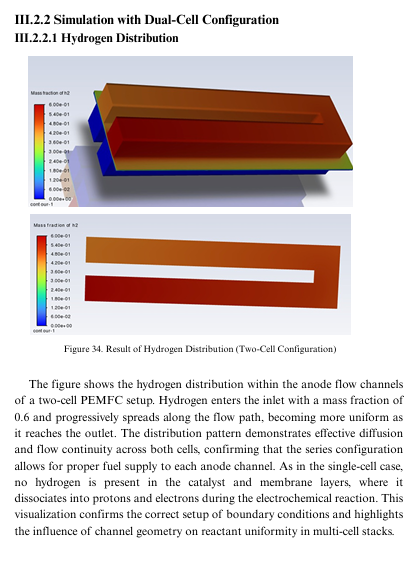 III.2.2 Simulation with Dual-Cell Configuration
III.2.2.1 Hydrogen Distribution
Mass fraction of h2
6.00e-01
5.40e-01
4.80e-01
4.20e-01
3.60e-01
3.00e-01
2.40e-01
1.80e-01
1.20e-01
6.00e-02
0.00e+00
contour-1
Mass fraction of h2
6.00e-01
5.40e-01
4.80e-01
4.20e-01
3.60e-01
3.00e-01
2.40e-01
1.80e-01
1.20e-01
6.00e-02
0.00e+00
contour-1
Figure 34. Result of Hydrogen Distribution (Two-Cell Configuration)
The figure shows the hydrogen distribution within the anode flow channels
of a two-cell PEMFC setup. Hydrogen enters the inlet with a mass fraction of
0.6 and progressively spreads along the flow path, becoming more uniform as
it reaches the outlet. The distribution pattern demonstrates effective diffusion
and flow continuity across both cells, confirming that the series configuration
allows for proper fuel supply to each anode channel. As in the single-cell case,
no hydrogen is present in the catalyst and membrane layers, where it
dissociates into protons and electrons during the electrochemical reaction. This
visualization confirms the correct setup of boundary conditions and highlights
the influence of channel geometry on reactant uniformity in multi-cell stacks.